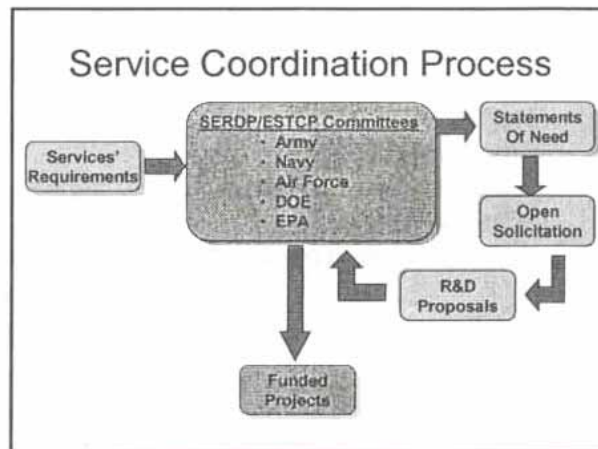 Service Coordination Process
SERDP/ESTCP Committees
• Army
• Navy
• Air Force
• DOE
• EPA
Services'
Requirements
Statements
Of Need
Open
Solicitation
R&D
Proposals
Funded
Projects